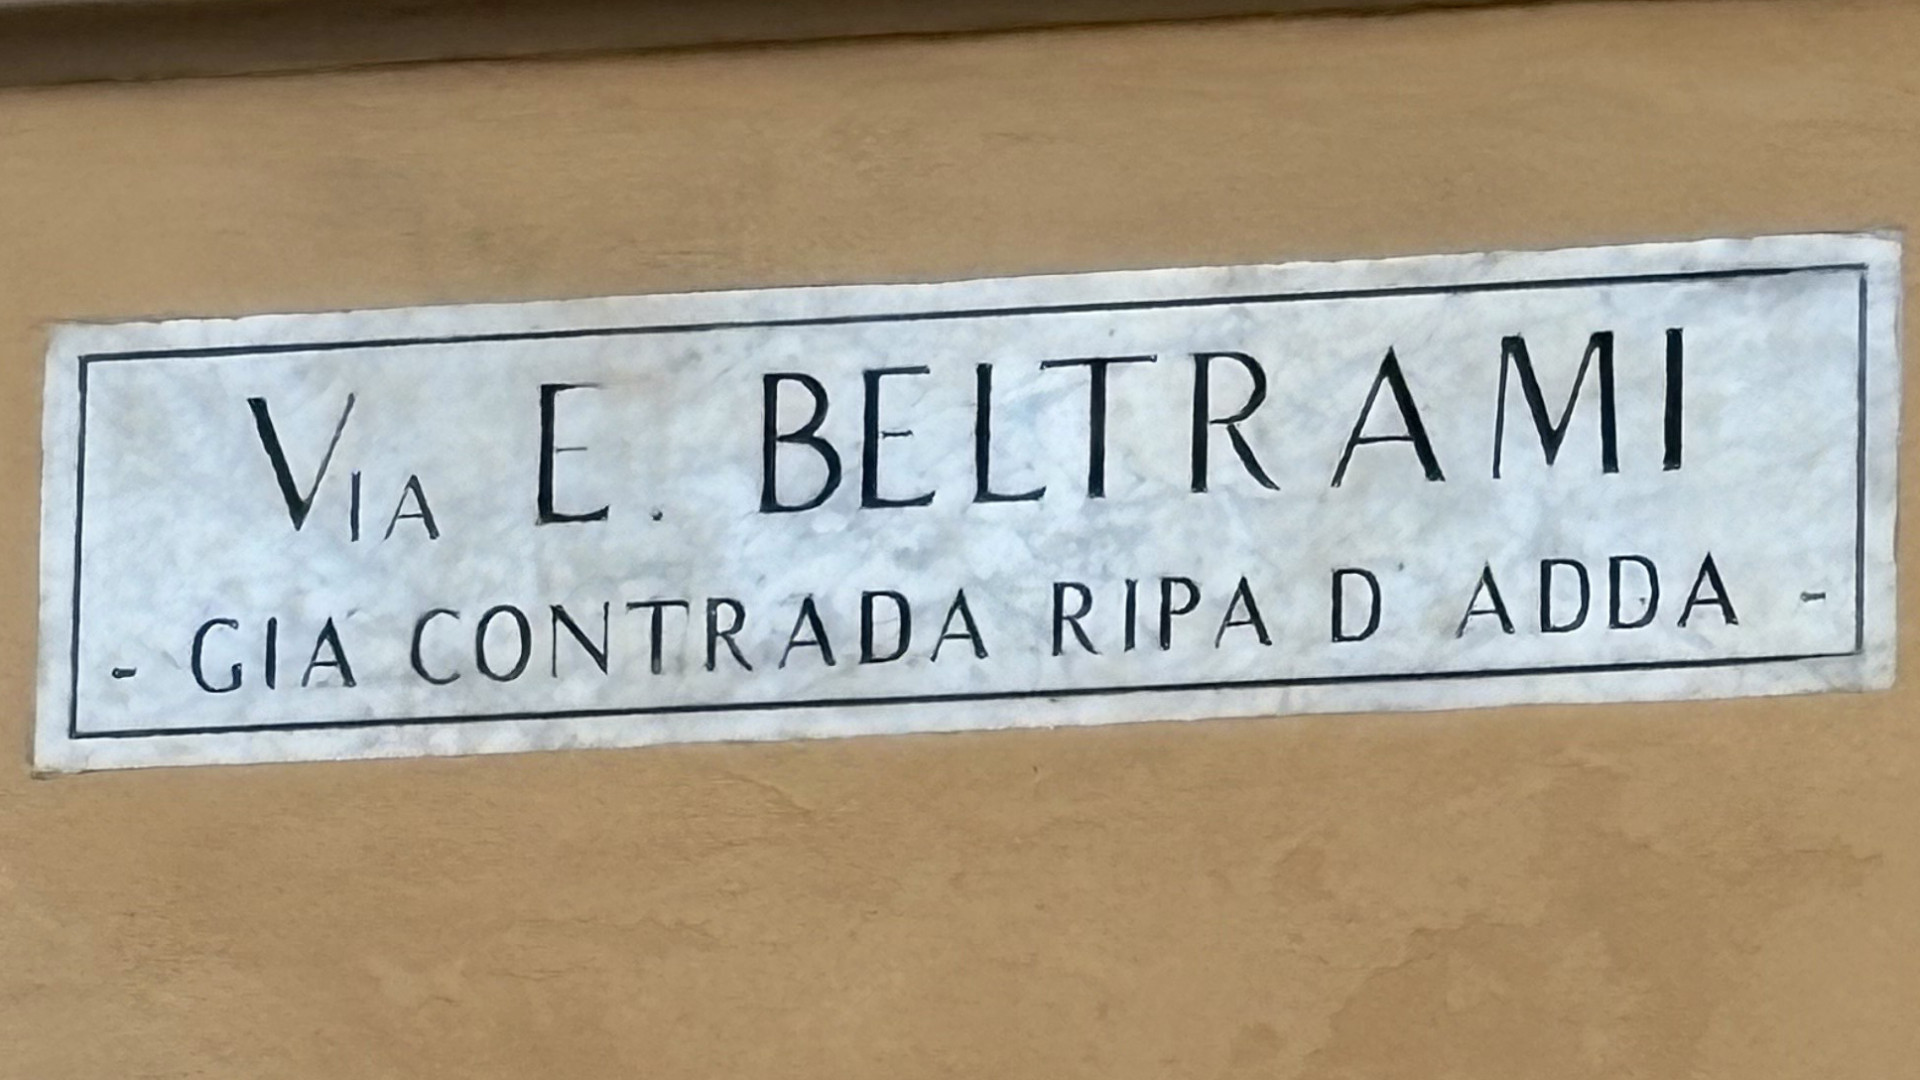 VIA E. BELTRAMI
- GIA CONTRADA RIPA D'ADDA -